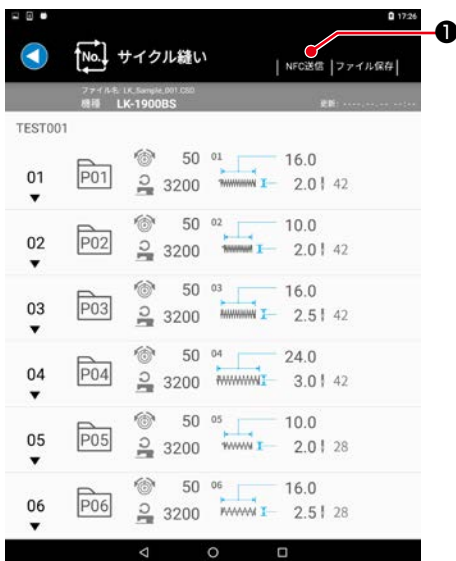 17:26
❶
No. サイクル縫い
NFC送信 ファイル保存
ファイル名: LK_Sample_001.CSD
機種 LK-1900BS 更新: ----.--.-- --:--
TEST001
50 01 16.0
01 P01
3200 2.0 42
50 02 10.0
02 P02
3200 2.0 42
50 03 16.0
03 P03
3200 2.5 42
50 04 24.0
04 P04
3200 3.0 42
50 05 10.0
05 P05
3200 2.0 28
50 06 16.0
06 P06
3200 2.5 28